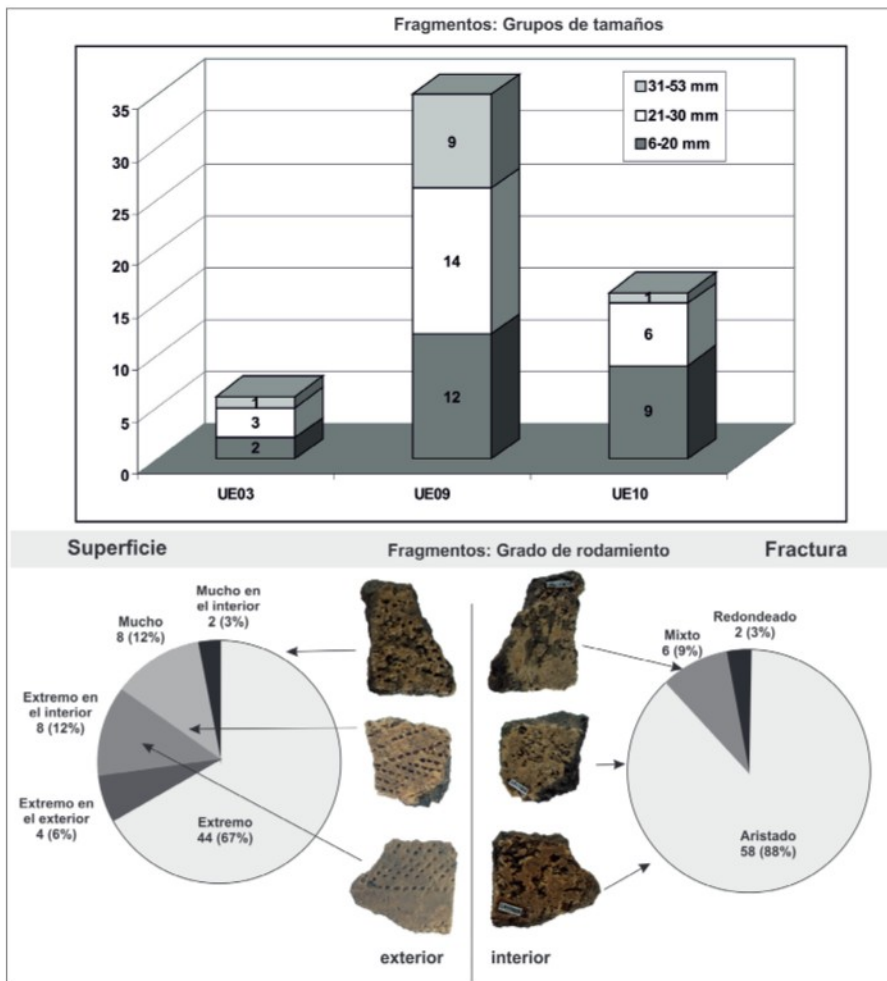 Fragmentos: Grupos de tamaños
35
30
25
20
15
10
5
0
31-53 mm
21-30 mm
6-20 mm
1
3
2
9
14
12
1
6
9
UE03
UE09
UE10
Superficie
Fragmentos: Grado de rodamiento
Fractura
Mucho en
el interior
2 (3%)
Mucho
8 (12%)
Extremo en
el interior
8 (12%)
Extremo en
el exterior
4 (6%)
Extremo
44 (67%)
Redondeado
2 (3%)
Mixto
6 (9%)
Aristado
58 (88%)
exterior
interior